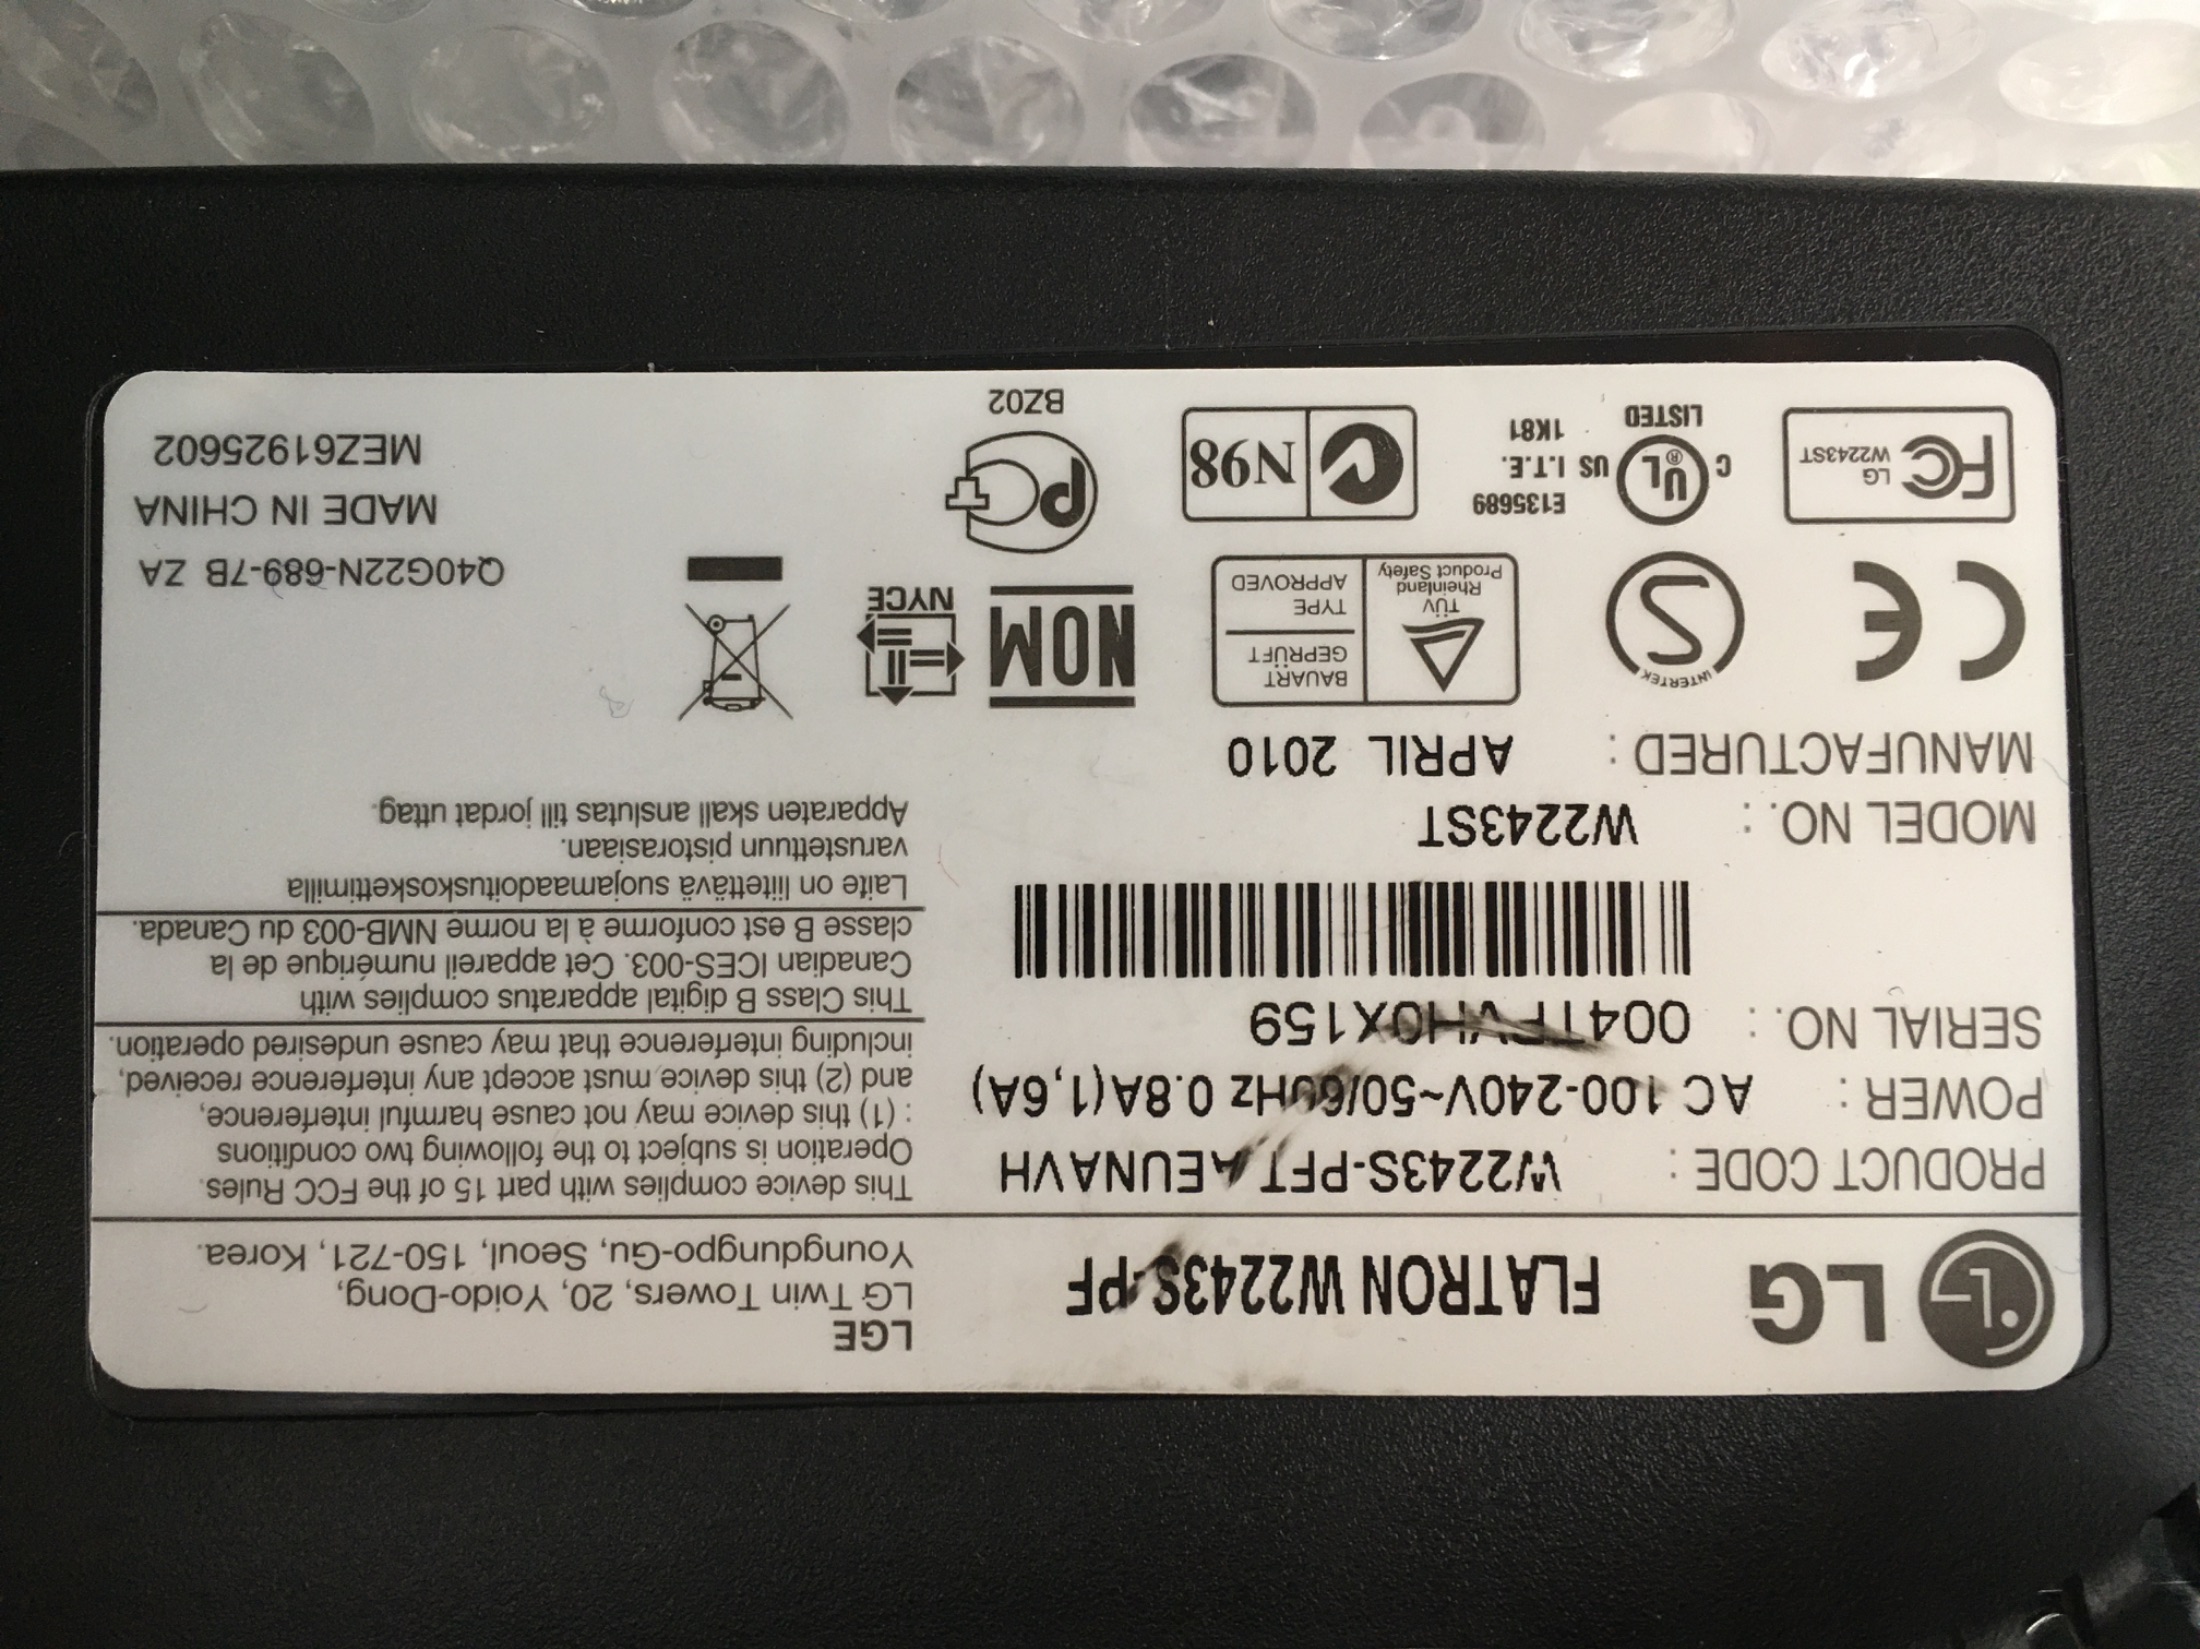 LG
FLATRON W2243S-PF
LGE
LG Twin Towers, 20, Yoido-Dong,
Youngdungpo-Gu, Seoul, 150-721, Korea.
PRODUCT CODE : W2243S-PFT.AEUNAVH
POWER : AC 100-240V~50/60Hz 0.8A(1,6A)
SERIAL NO. : 004TFVH0X159
MODEL NO. : W2243ST
MANUFACTURED : APRIL 2010
This device complies with part 15 of the FCC Rules.
Operation is subject to the following two conditions
: (1) this device may not cause harmful interference,
and (2) this device must accept any interference received,
including interference that may cause undesired operation.
This Class B digital apparatus complies with
Canadian ICES-003. Cet appareil numérique de la
classe B est conforme à la norme NMB-003 du Canada.
Laite on liitettävä suojamaadoituskoskettimilla
varustettuun pistorasiaan.
Apparaten skall anslutas till jordat uttag.
CE
INTERTEK
S
TÜV
Rheinland
Product Safety
BAUART
GEPRÜFT
TYPE
APPROVED
NOM
NYCE
FC
LG
W2243ST
C UL ® US
LISTED
E135689
I.T.E.
1K81
N98
PC
BZ02
Q40G22N-689-7B ZA
MADE IN CHINA
MEZ61925602